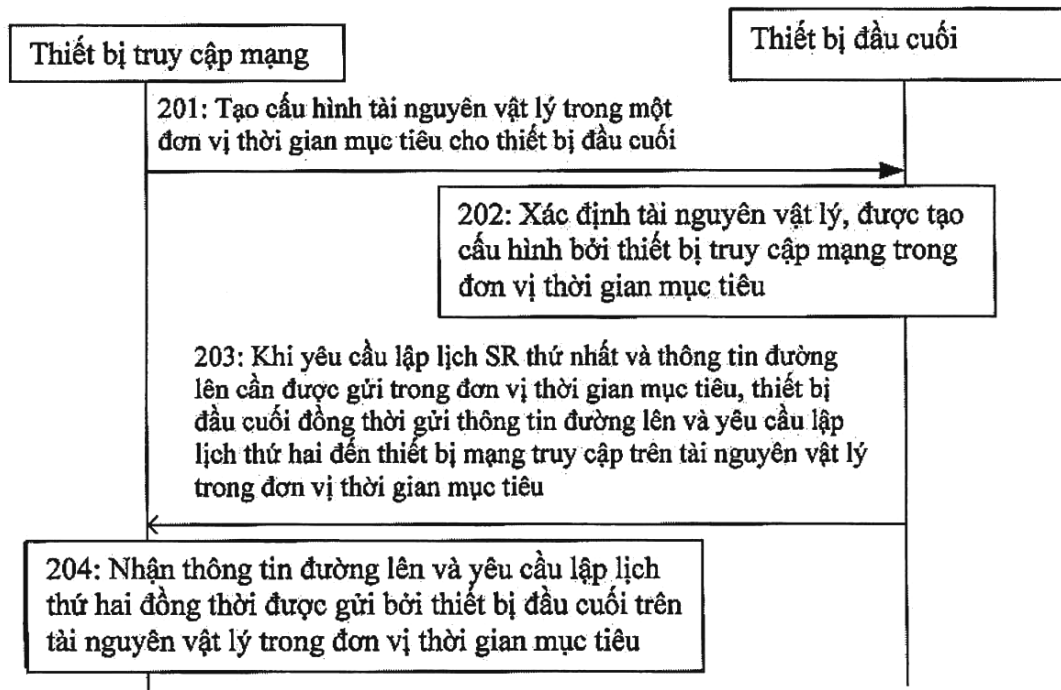 Thiết bị truy cập mạng
Thiết bị đầu cuối
201: Tạo cấu hình tài nguyên vật lý trong một
đơn vị thời gian mục tiêu cho thiết bị đầu cuối
202: Xác định tài nguyên vật lý, được tạo
cấu hình bởi thiết bị truy cập mạng trong
đơn vị thời gian mục tiêu
203: Khi yêu cầu lập lịch SR thứ nhất và thông tin đường
lên cần được gửi trong đơn vị thời gian mục tiêu, thiết bị
đầu cuối đồng thời gửi thông tin đường lên và yêu cầu lập
lịch thứ hai đến thiết bị mạng truy cập trên tài nguyên vật lý
trong đơn vị thời gian mục tiêu
204: Nhận thông tin đường lên và yêu cầu lập lịch
thứ hai đồng thời được gửi bởi thiết bị đầu cuối trên
tài nguyên vật lý trong đơn vị thời gian mục tiêu